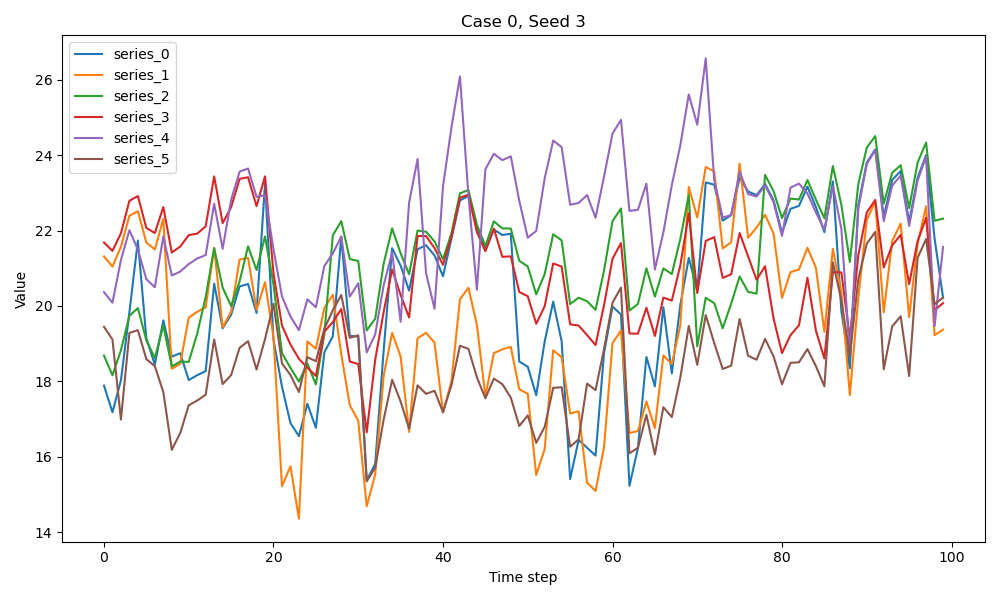 Case 0, Seed 3
series_0
series_1
series_2
series_3
series_4
series_5
Value
26
24
22
20
18
16
14
0 20 40 60 80 100
Time step